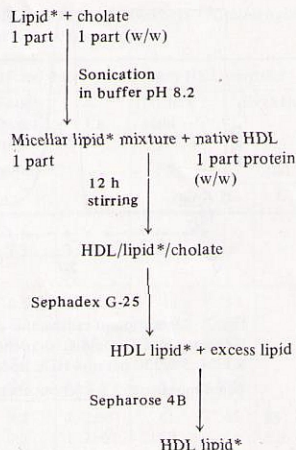 Lipid* + cholate
1 part 1 part (w/w)
Sonication
in buffer pH 8.2
Micellar lipid* mixture + native HDL
1 part 1 part protein
(w/w)
12 h
stirring
HDL/lipid*/cholate
Sephadex G-25
HDL lipid* + excess lipid
Sepharose 4B
HDL lipid*